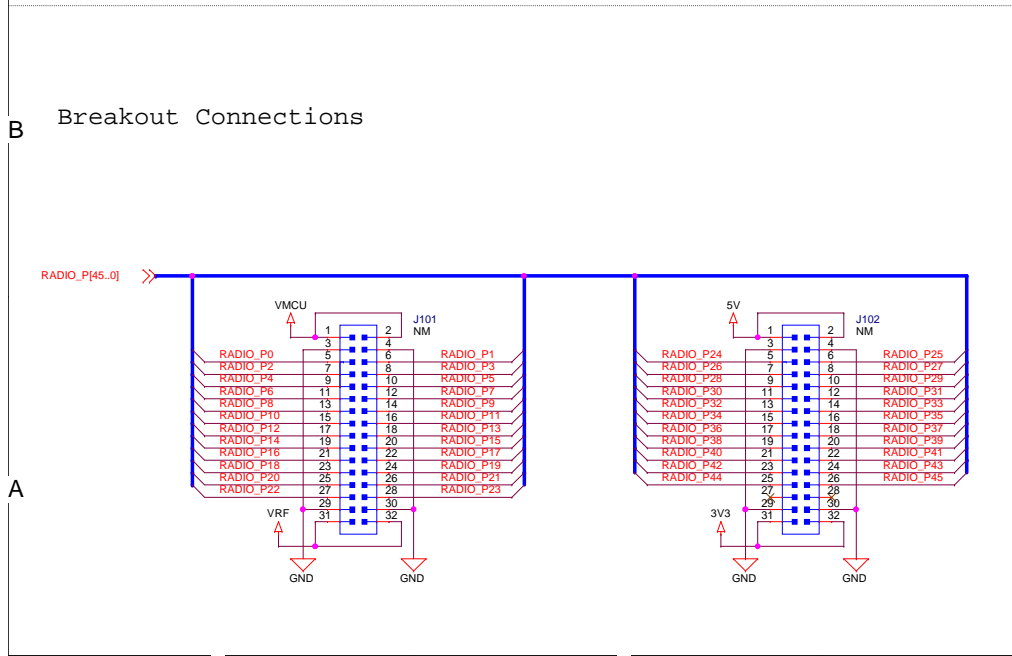 B
Breakout Connections
RADIO_P[45..0]
VMCU
J101
NM
1 2
3 4
RADIO_P0 5 6 RADIO_P1
RADIO_P2 7 8 RADIO_P3
RADIO_P4 9 10 RADIO_P5
RADIO_P6 11 12 RADIO_P7
RADIO_P8 13 14 RADIO_P9
RADIO_P10 15 16 RADIO_P11
RADIO_P12 17 18 RADIO_P13
RADIO_P14 19 20 RADIO_P15
RADIO_P16 21 22 RADIO_P17
RADIO_P18 23 24 RADIO_P19
RADIO_P20 25 26 RADIO_P21
RADIO_P22 27 28 RADIO_P23
29 30
VRF 31 32
GND GND
5V
J102
NM
1 2
3 4
RADIO_P24 5 6 RADIO_P25
RADIO_P26 7 8 RADIO_P27
RADIO_P28 9 10 RADIO_P29
RADIO_P30 11 12 RADIO_P31
RADIO_P32 13 14 RADIO_P33
RADIO_P34 15 16 RADIO_P35
RADIO_P36 17 18 RADIO_P37
RADIO_P38 19 20 RADIO_P39
RADIO_P40 21 22 RADIO_P41
RADIO_P42 23 24 RADIO_P43
RADIO_P44 25 26 RADIO_P45
27 28
29 30
3V3 31 32
GND GND
A